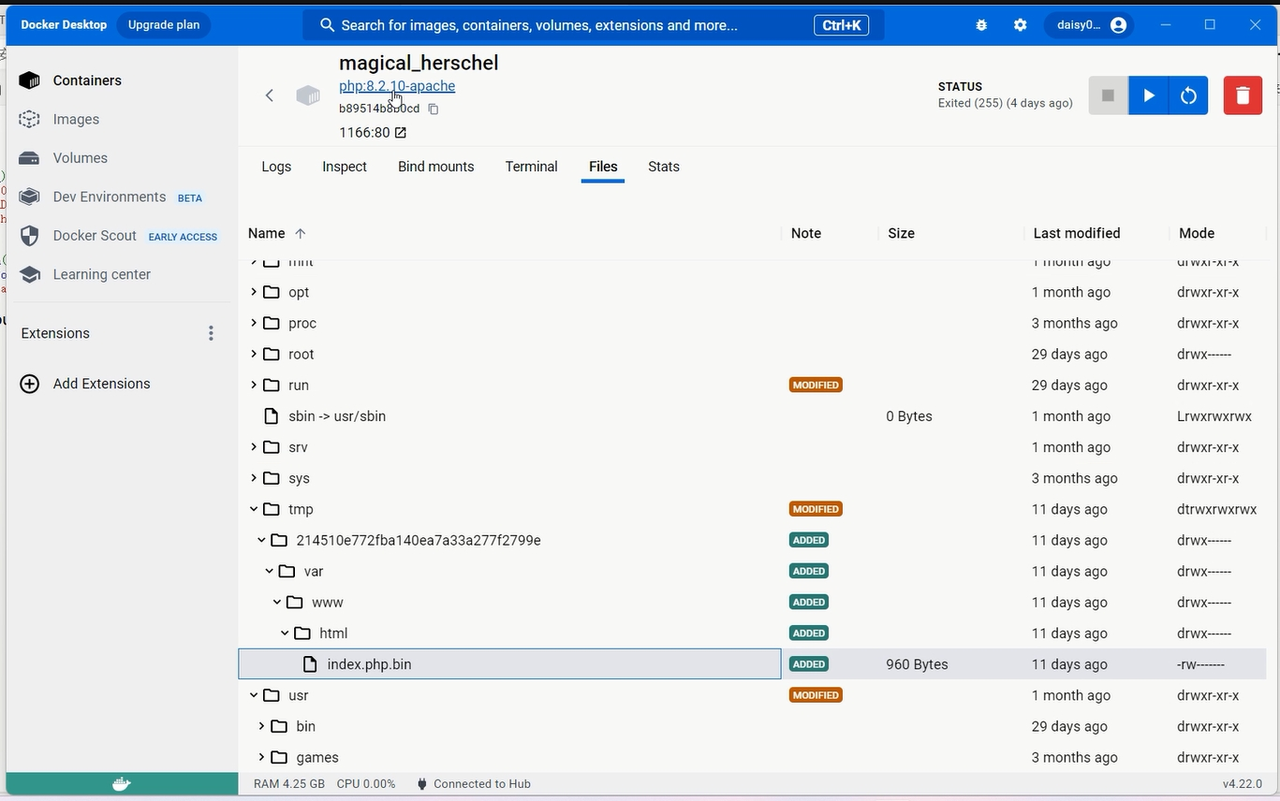 Docker Desktop Upgrade plan Search for images, containers, volumes, extensions and more... Ctrl+K daisy0...
Containers
Images
Volumes
Dev Environments BETA
Docker Scout EARLY ACCESS
Learning center
Extensions
Add Extensions
magical_herschel
php:8.2.10-apache
1166:80
STATUS
Exited (255) (4 days ago)
Logs Inspect Bind mounts Terminal Files Stats
Name Note Size Last modified Mode
mnt 1 month ago drwxr-xr-x
opt 1 month ago drwxr-xr-x
proc 3 months ago drwxr-xr-x
root 29 days ago drwx------
run MODIFIED 29 days ago drwxr-xr-x
sbin -> usr/sbin 0 Bytes 1 month ago Lrwxrwxrwx
srv 1 month ago drwxr-xr-x
sys 3 months ago drwxr-xr-x
tmp MODIFIED 11 days ago dtrwxrwxrwx
214510e772fba140ea7a33a277f2799e ADDED 11 days ago drwx------
var ADDED 11 days ago drwx------
www ADDED 11 days ago drwx------
html ADDED 11 days ago drwx------
index.php.bin ADDED 960 Bytes 11 days ago -rw-------
usr MODIFIED 1 month ago drwxr-xr-x
bin 29 days ago drwxr-xr-x
games 3 months ago drwxr-xr-x
RAM 4.25 GB CPU 0.00% Connected to Hub v4.22.0